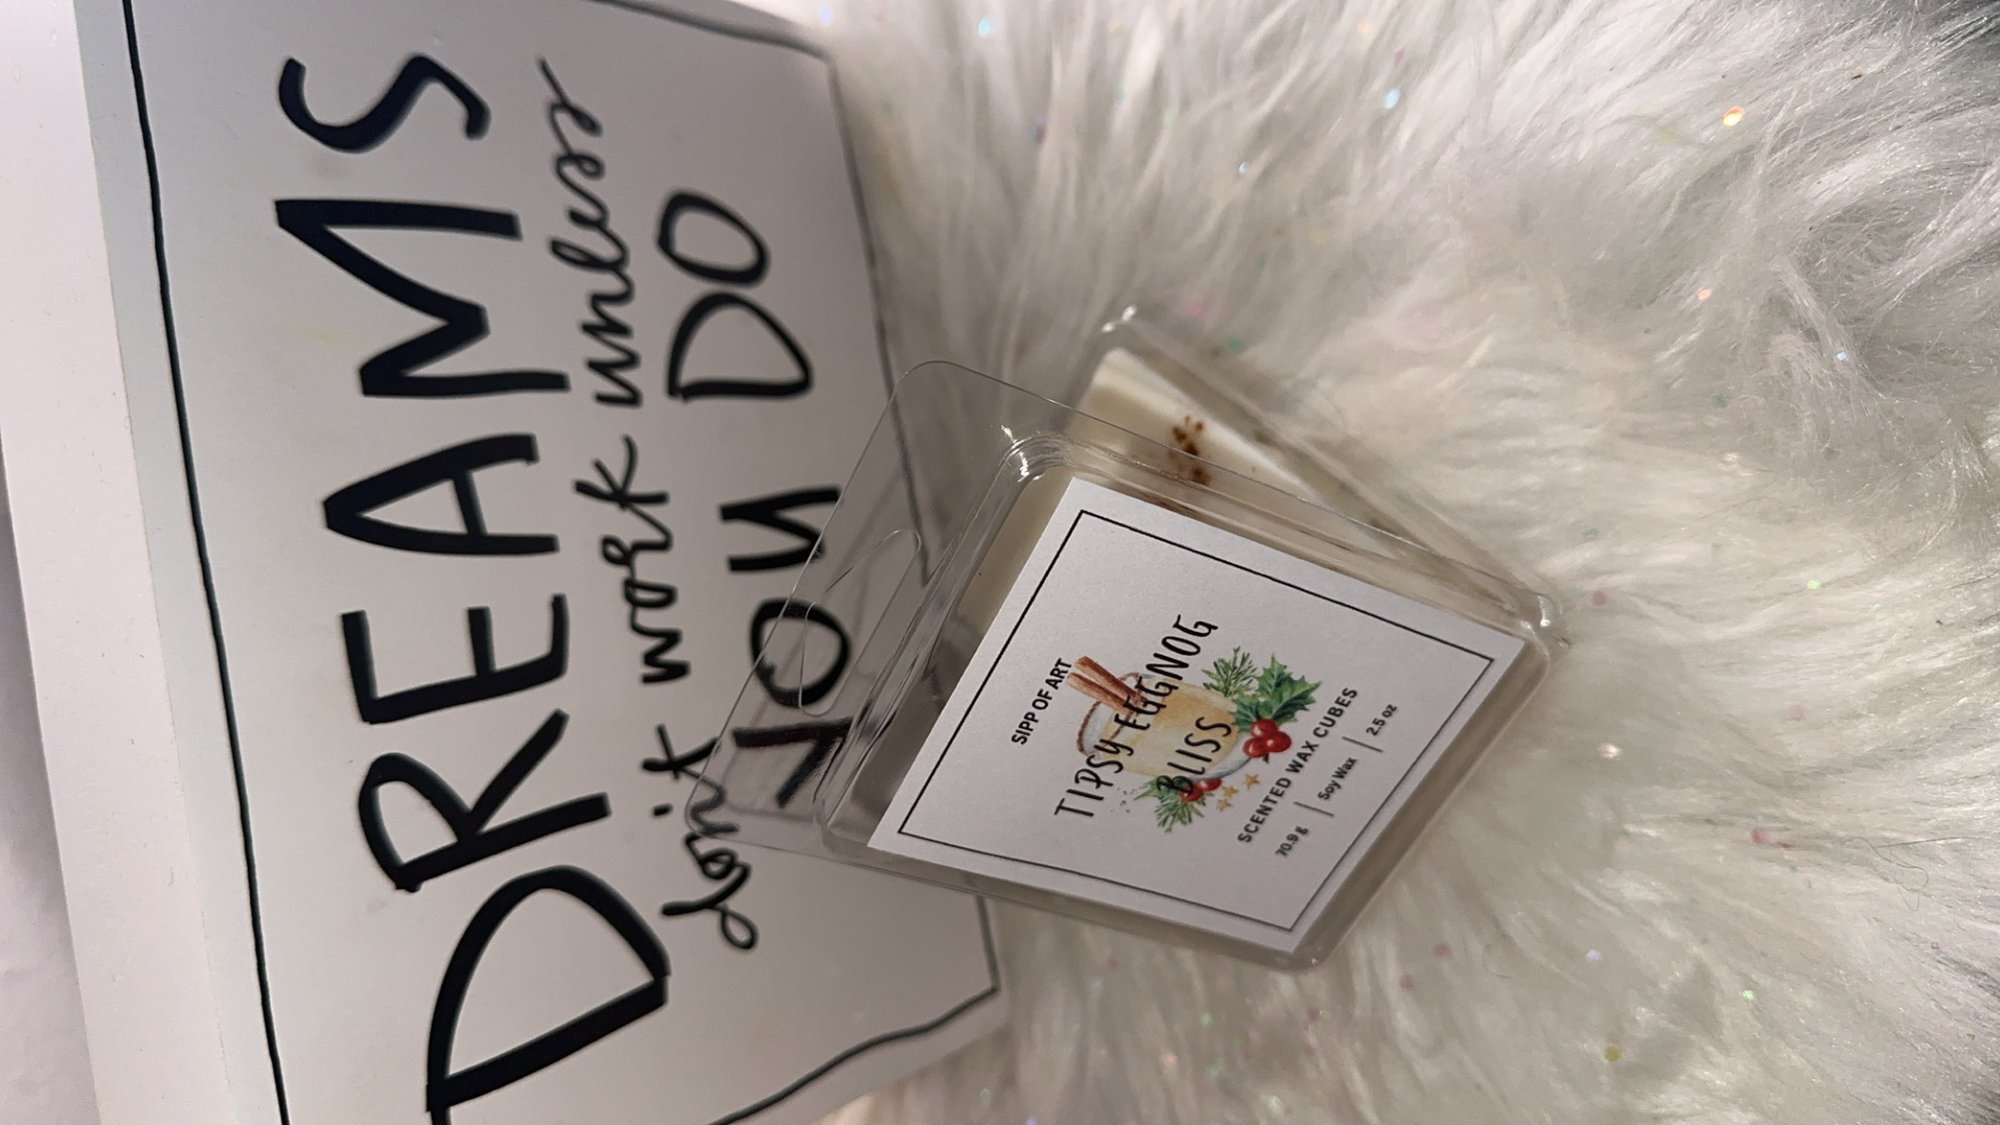 DREAMS
don't work unless
YOU DO
SIPP OF ART
TIPSY EGGNOG
BLISS
SCENTED WAX CUBES
70.9 g | Soy Wax | 2.5 oz